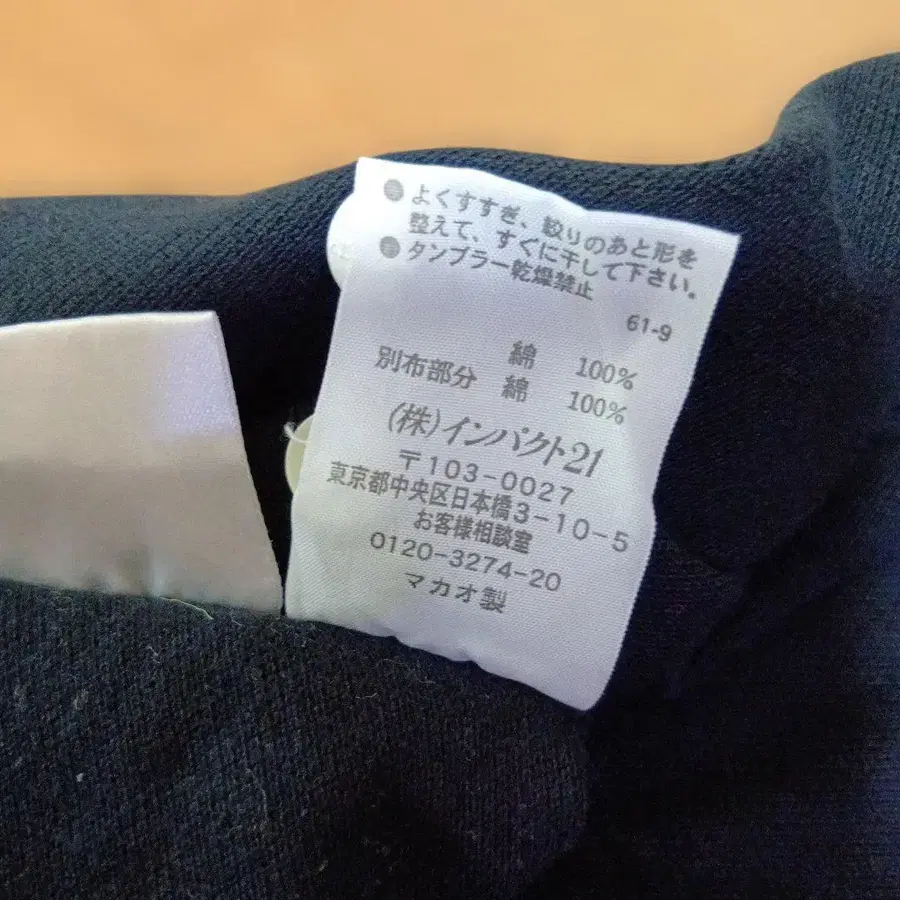 ● よくすすぎ、絞りのあと形を
整えて、すぐに干して下さい。
● タンブラー乾燥禁止
61-9
綿 100%
別布部分 綿 100%
(株)インパクト21
〒103-0027
東京都中央区日本橋3-10-5
お客様相談室
0120-3274-20
マカオ製